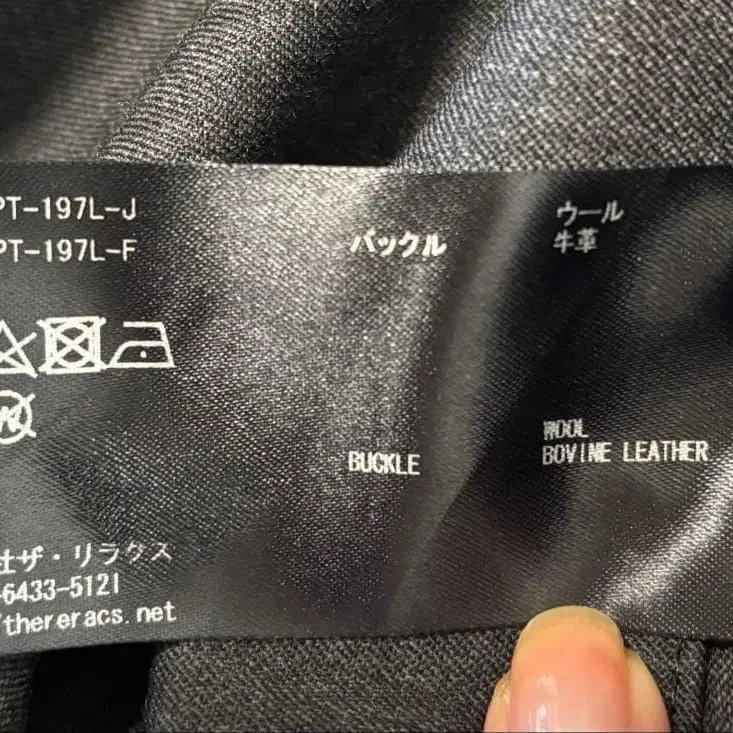 PT-197L-J
PT-197L-F
バックル
ウール
牛革
BUCKLE
WOOL
BOVINE LEATHER
社ザ・リラクス
-6433-5121
/thereracs.net